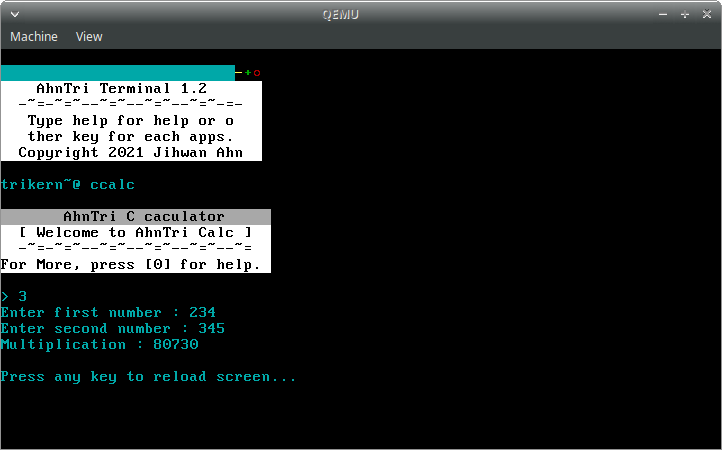 QEMU
Machine View
-+o
AhnTri Terminal 1.2
-~=-~=~--~=~--~=~--~=~-=-
Type help for help or o
ther key for each apps.
Copyright 2021 Jihwan Ahn
trikern~@ ccalc
AhnTri C caculator
[ Welcome to AhnTri Calc ]
-~=-~=~--~=~--~=~--~=~--~=
For More, press [0] for help.
> 3
Enter first number : 234
Enter second number : 345
Multiplication : 80730
Press any key to reload screen...